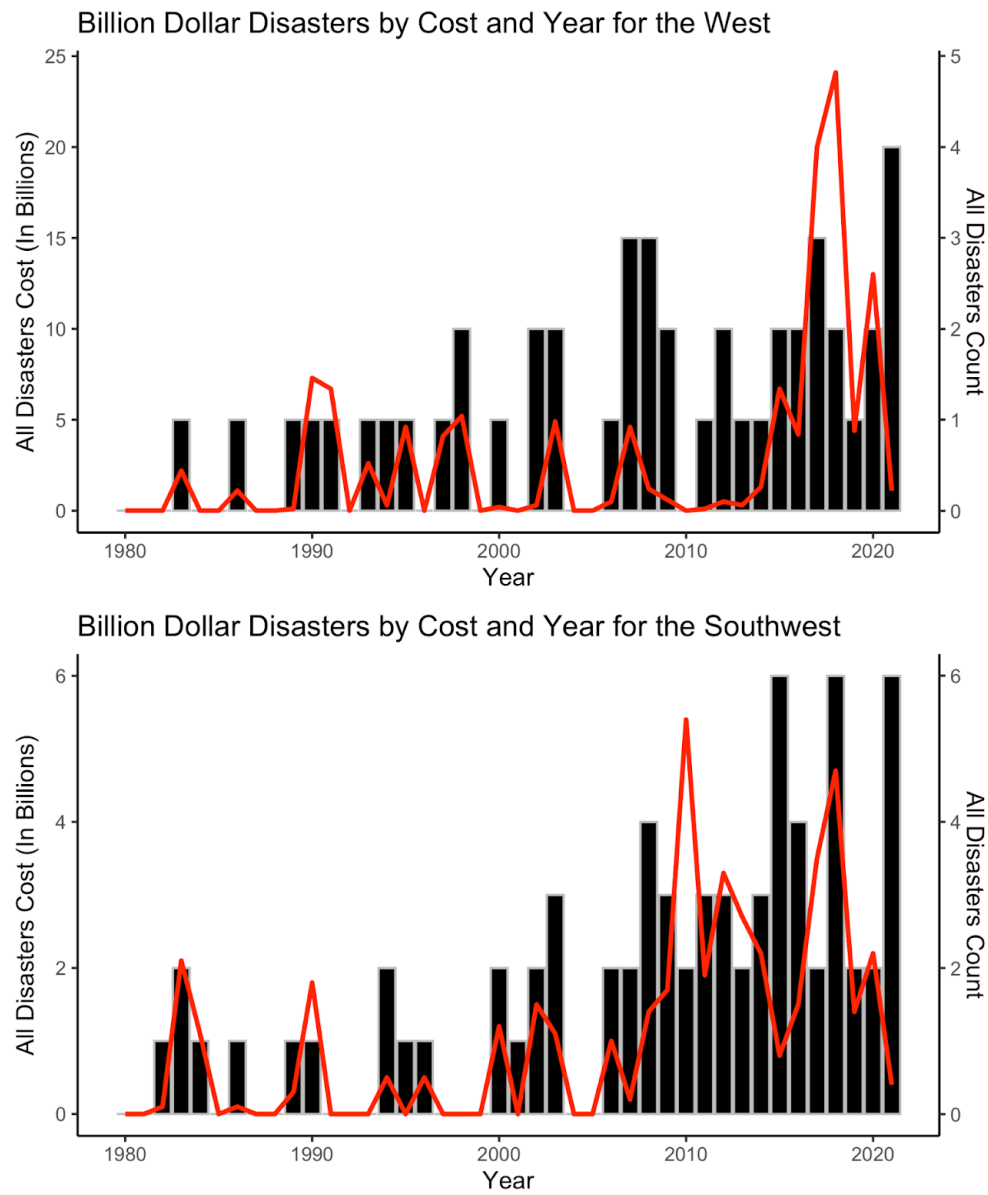 Billion Dollar Disasters by Cost and Year for the West
All Disasters Cost (In Billions)
25
20
15
10
5
0
5
4
3
2
1
0
All Disasters Count
1980 1990 2000 2010 2020
Year
Billion Dollar Disasters by Cost and Year for the Southwest
All Disasters Cost (In Billions)
6
4
2
0
6
4
2
0
All Disasters Count
1980 1990 2000 2010 2020
Year